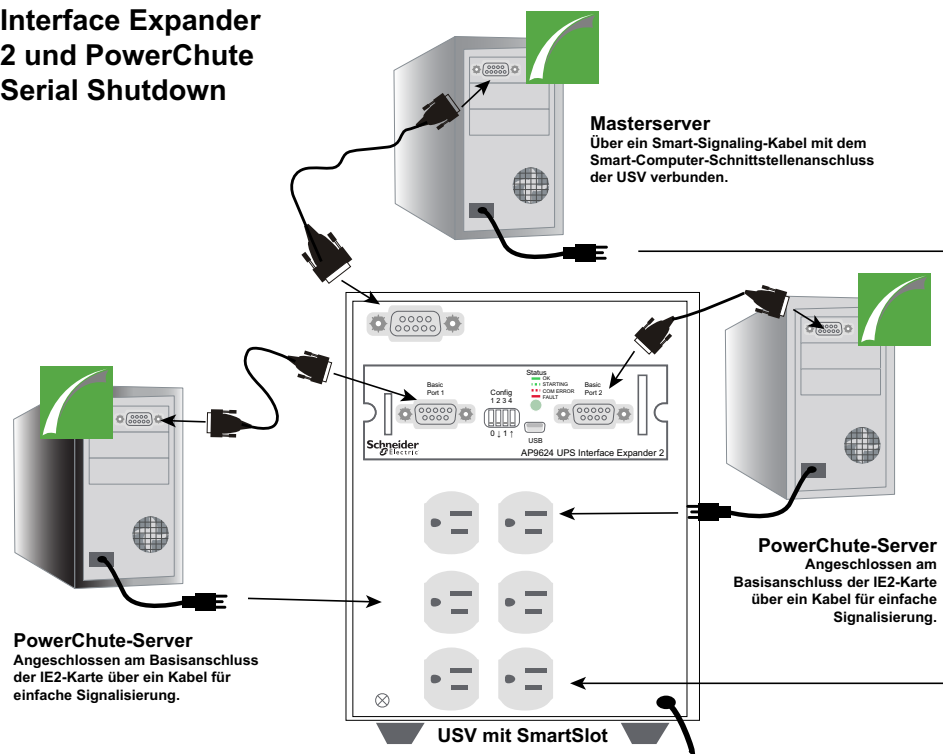 Interface Expander
2 und PowerChute
Serial Shutdown
Masterserver
Über ein Smart-Signaling-Kabel mit dem
Smart-Computer-Schnittstellenanschluss
der USV verbunden.
Status
OK
STARTING
COM ERROR
FAULT
Basic
Port 1
Config
1 2 3 4
0 ↓ 1 ↑
USB
Basic
Port 2
Schneider
Electric
AP9624 UPS Interface Expander 2
PowerChute-Server
Angeschlossen am
Basisanschluss der IE2-Karte
über ein Kabel für einfache
Signalisierung.
PowerChute-Server
Angeschlossen am Basisanschluss
der IE2-Karte über ein Kabel für
einfache Signalisierung.
USV mit SmartSlot